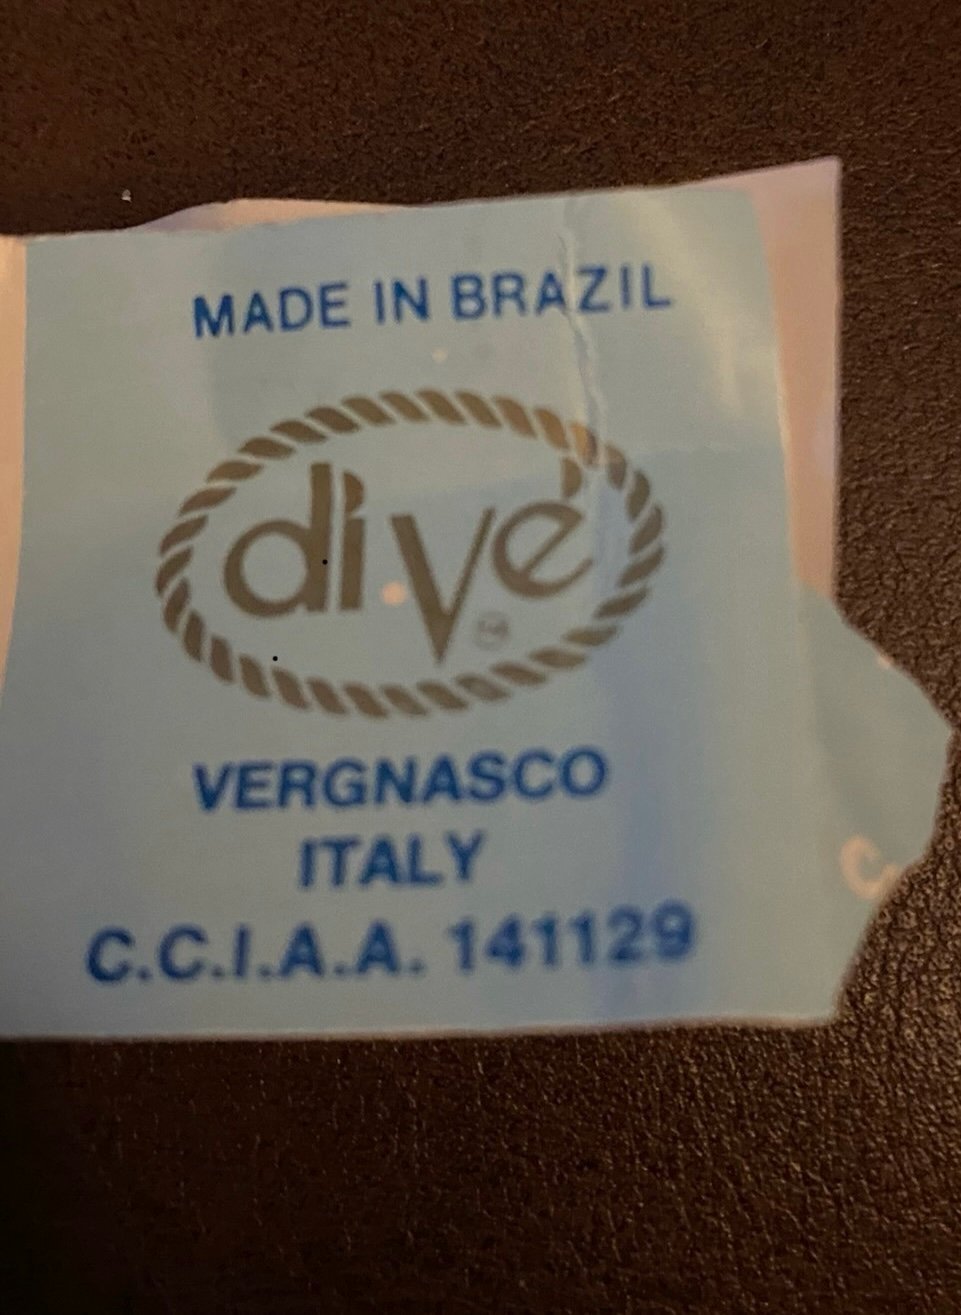 MADE IN BRAZIL
di.vé
VERGNASCO
ITALY
C.C.I.A.A. 141129